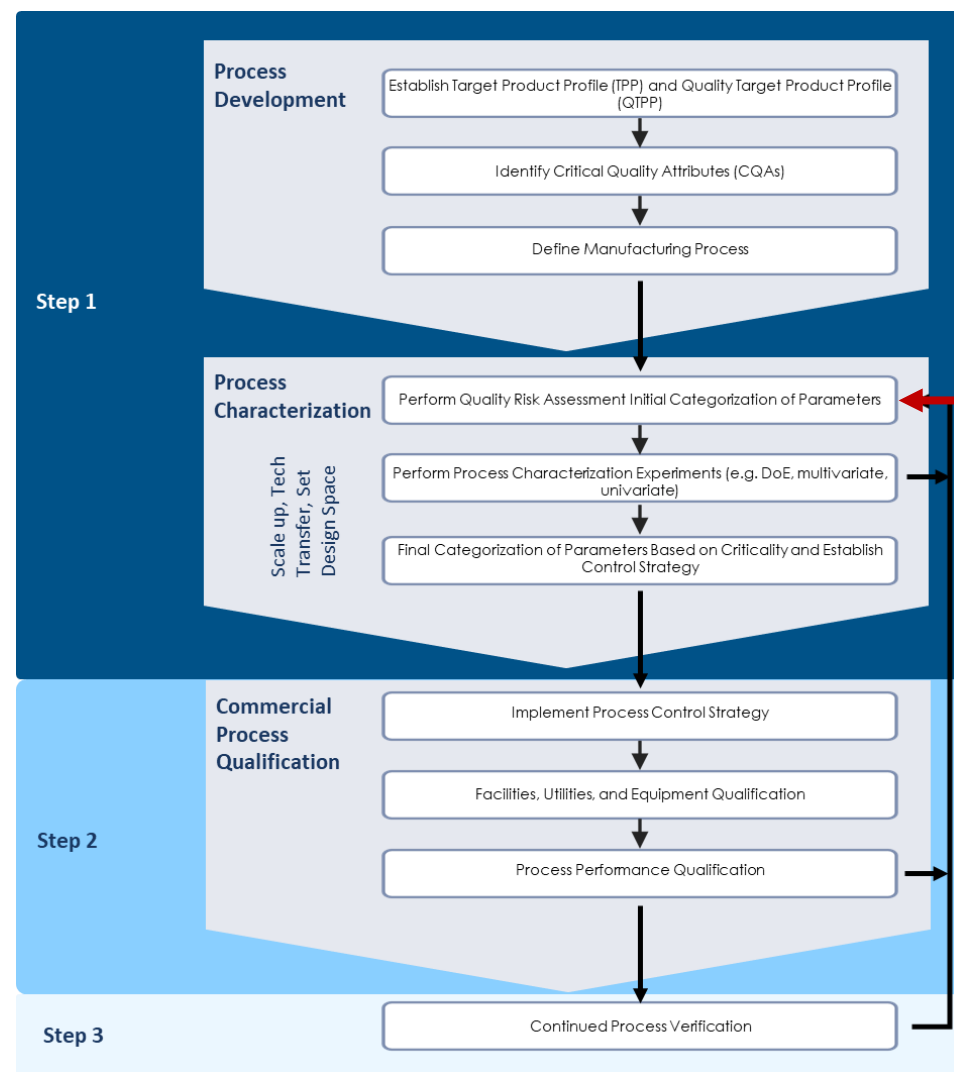 Process
Development
Establish Target Product Profile (TPP) and Quality Target Product Profile
(QTPP)
Identify Critical Quality Attributes (CQAs)
Define Manufacturing Process
Step 1
Process
Characterization
Perform Quality Risk Assessment Initial Categorization of Parameters
Scale up, Tech
Transfer, Set
Design Space
Perform Process Characterization Experiments (e.g. DoE, multivariate,
univariate)
Final Categorization of Parameters Based on Criticality and Establish
Control Strategy
Commercial
Process
Qualification
Implement Process Control Strategy
Facilities, Utilities, and Equipment Qualification
Step 2
Process Performance Qualification
Continued Process Verification
Step 3